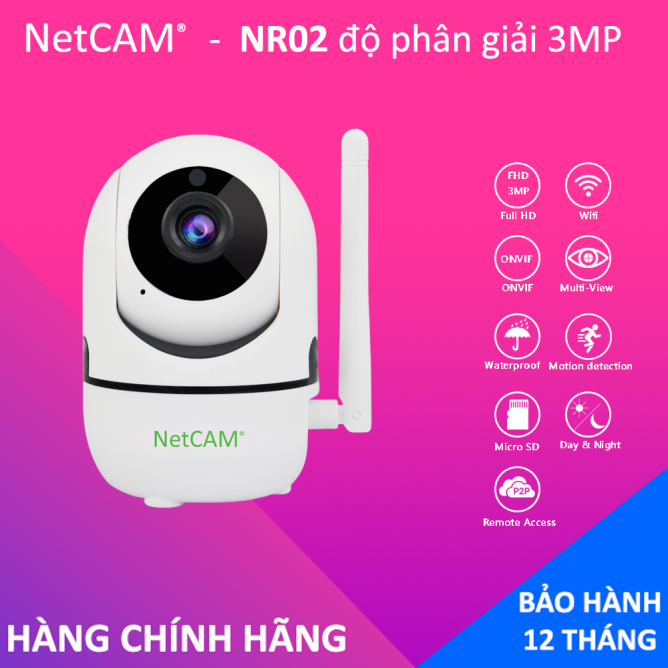 NetCAM® - NR02 độ phân giải 3MP
FHD
3MP
Full HD
Wifi
ONVIF
ONVIF
Multi-View
Waterproof
Motion detection
Micro SD
Day & Night
P2P
Remote Access
NetCAM®
HÀNG CHÍNH HÃNG
BẢO HÀNH
12 THÁNG